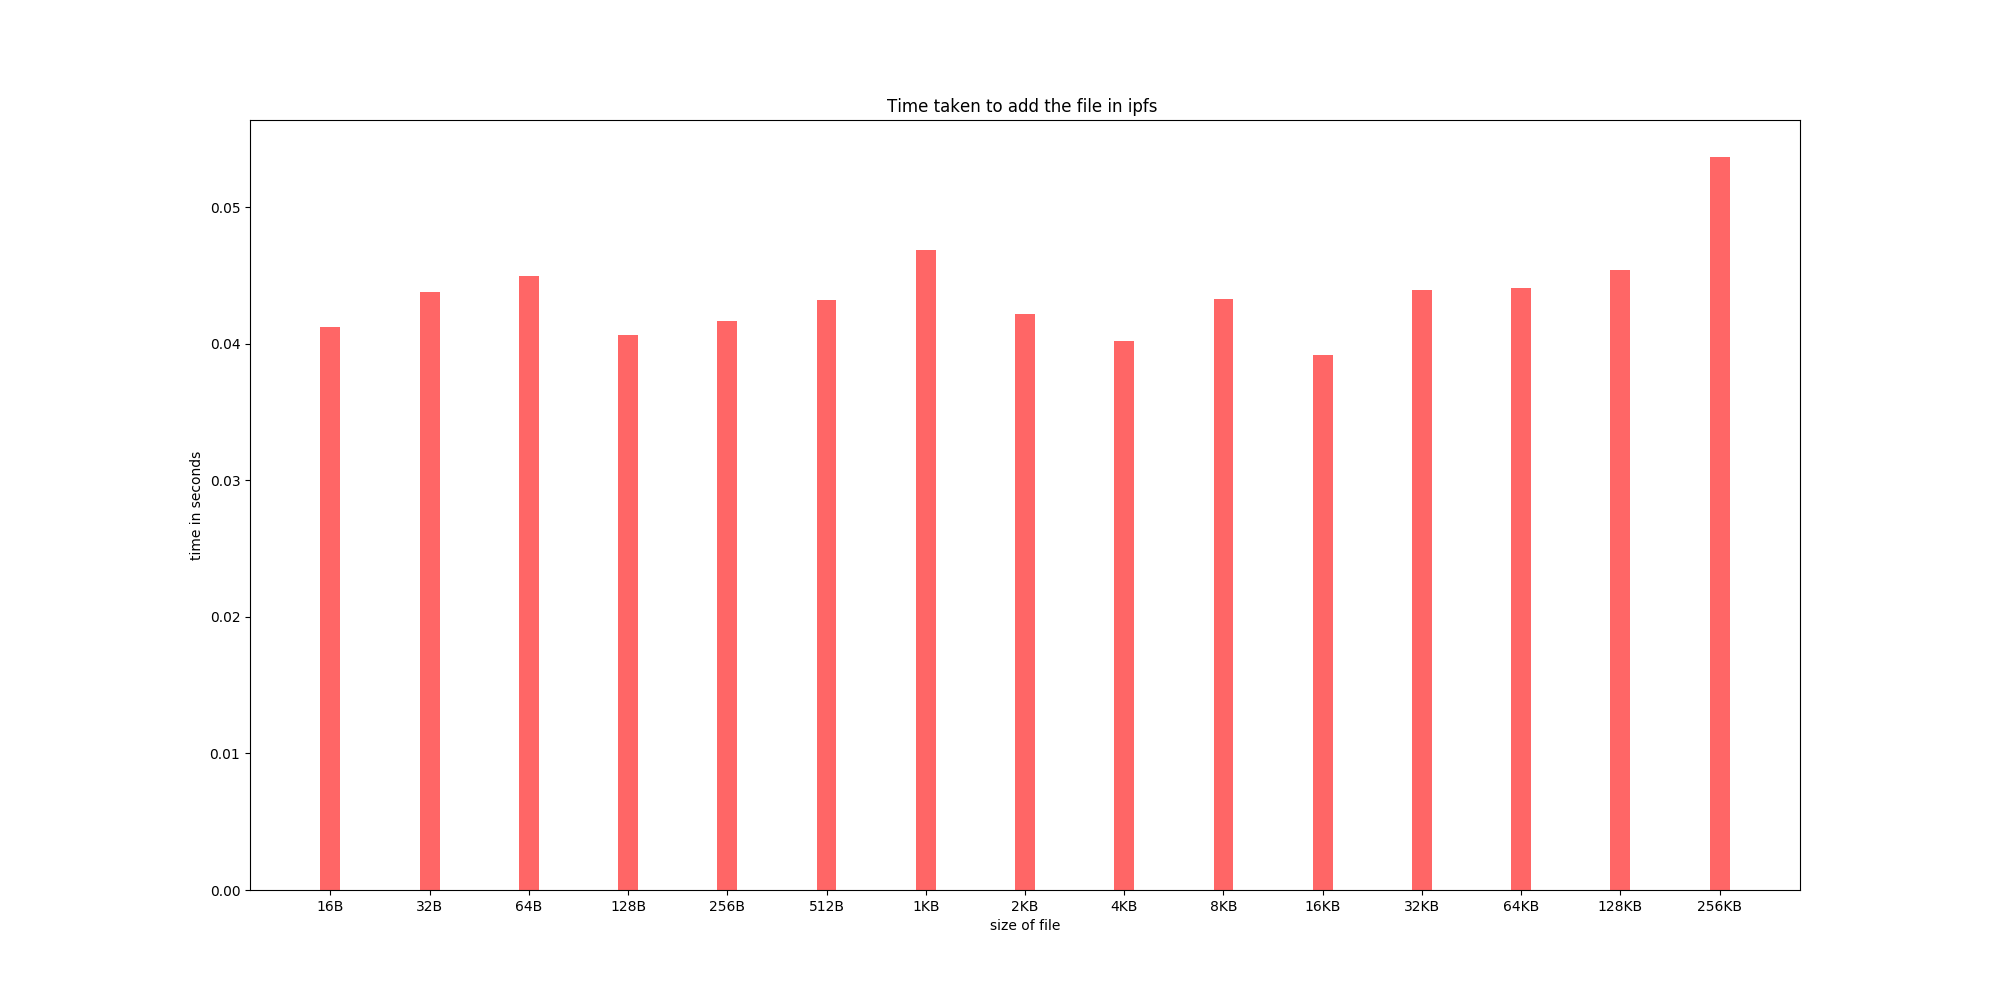 Time taken to add the file in ipfs
0.05
0.04
0.03
0.02
0.01
0.00
time in seconds
16B 32B 64B 128B 256B 512B 1KB 2KB 4KB 8KB 16KB 32KB 64KB 128KB 256KB
size of file